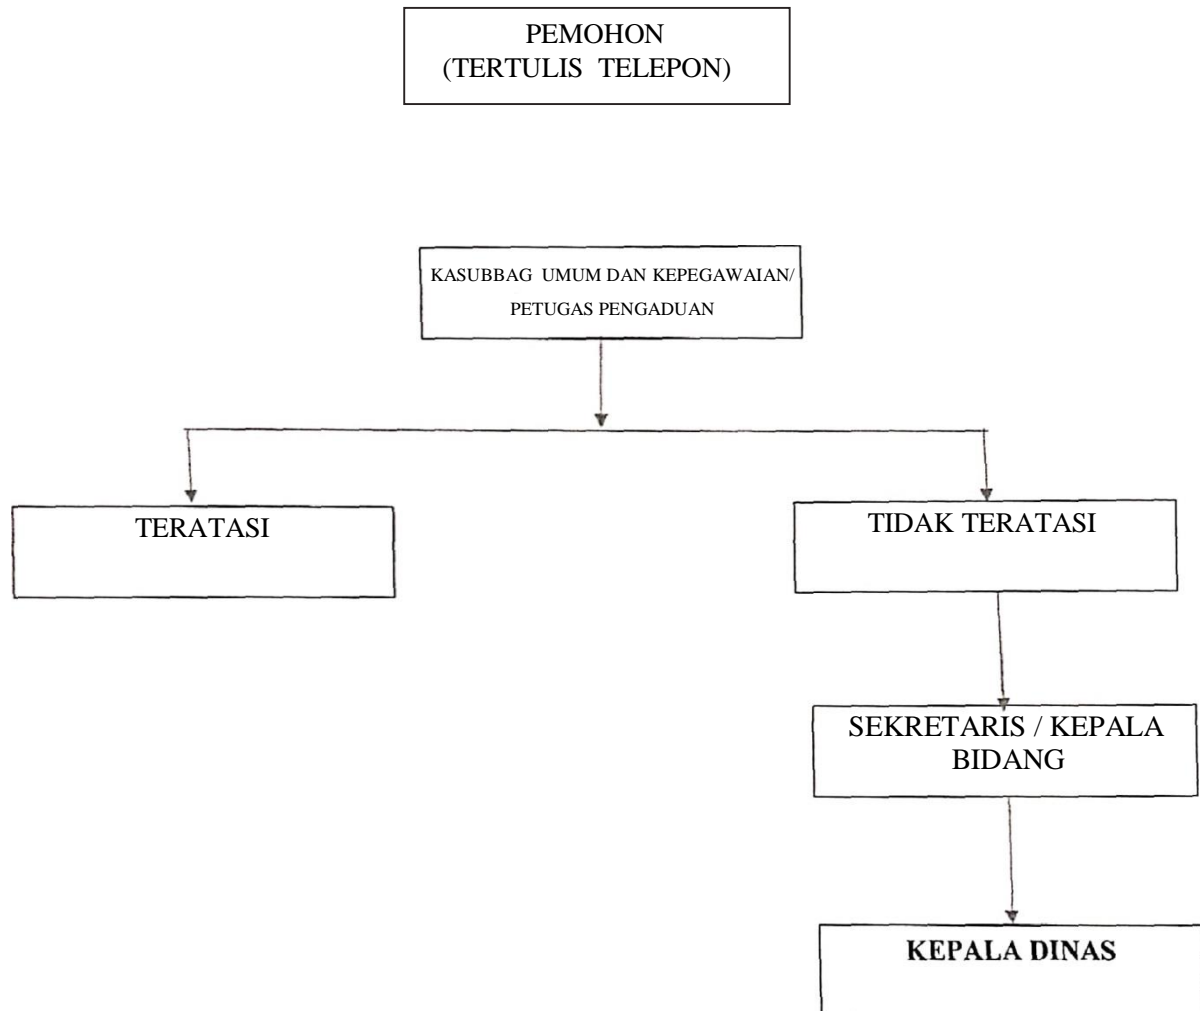 PEMOHON
(TERTULIS TELEPON)
KASUBBAG UMUM DAN KEPEGAWAIAN/
PETUGAS PENGADUAN
TERATASI
TIDAK TERATASI
SEKRETARIS / KEPALA
BIDANG
KEPALA DINAS